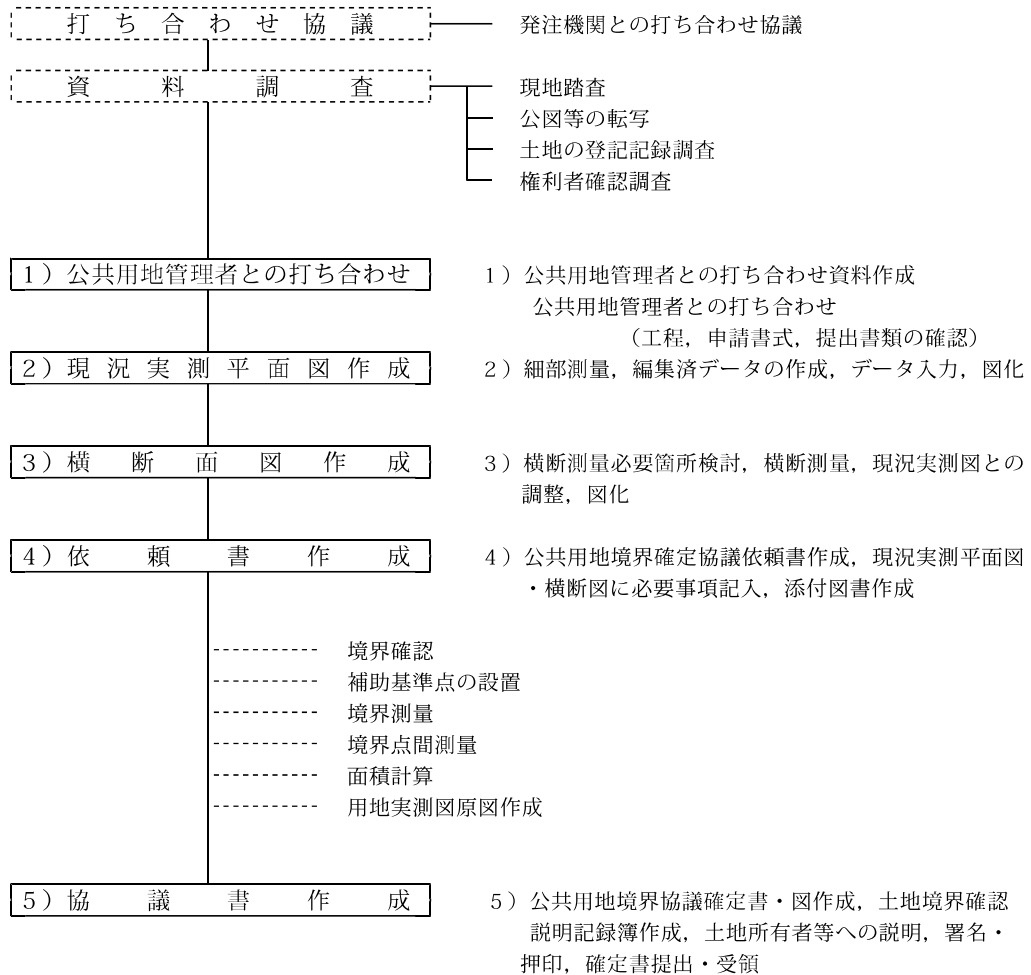 打ち合わせ協議　発注機関との打ち合わせ協議
資料調査　現地踏査
公図等の転写
土地の登記記録調査
権利者確認調査
１）公共用地管理者との打ち合わせ　１）公共用地管理者との打ち合わせ資料作成
公共用地管理者との打ち合わせ
（工程，申請書式，提出書類の確認）
２）現況実測平面図作成　２）細部測量，編集済データの作成，データ入力，図化
３）横断面図作成　３）横断測量必要箇所検討，横断測量，現況実測図との
調整，図化
４）依頼書作成　４）公共用地境界確定協議依頼書作成，現況実測平面図
・横断図に必要事項記入，添付図書作成
境界確認
補助基準点の設置
境界測量
境界点間測量
面積計算
用地実測図原図作成
５）協議書作成　５）公共用地境界協議確定書・図作成，土地境界確認
説明記録簿作成，土地所有者等への説明，署名・
押印，確定書提出・受領